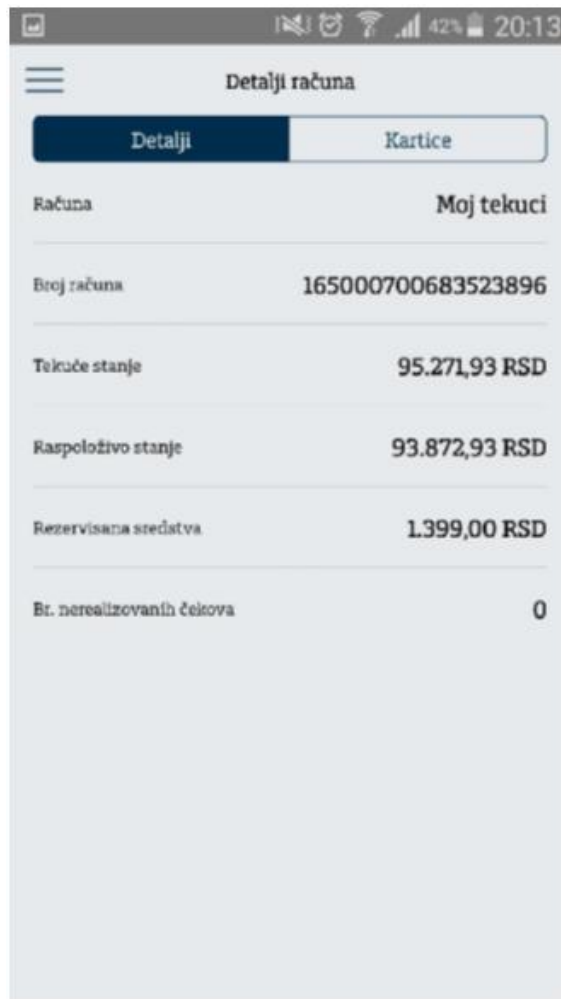 42% 20:13
Detalji računa
Detalji Kartice
Računa Moj tekuci
Broj računa 165000700683523896
Tekuće stanje 95.271,93 RSD
Raspoloživo stanje 93.872,93 RSD
Rezervisana sredstva 1.399,00 RSD
Br. nerealizovanih čekova 0